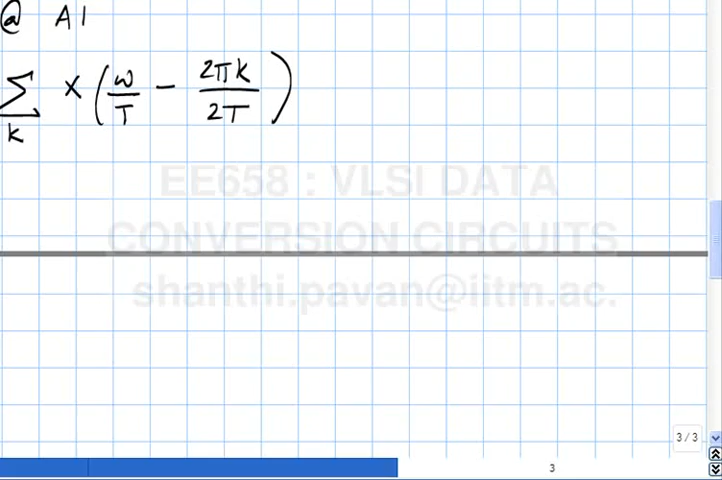 @ A1
∑ₖ X(ω/T − 2πk/2T)
EE658 : VLSI DATA
CONVERSION CIRCUITS
shanthi.pavan@iitm.ac.
3 / 3
3